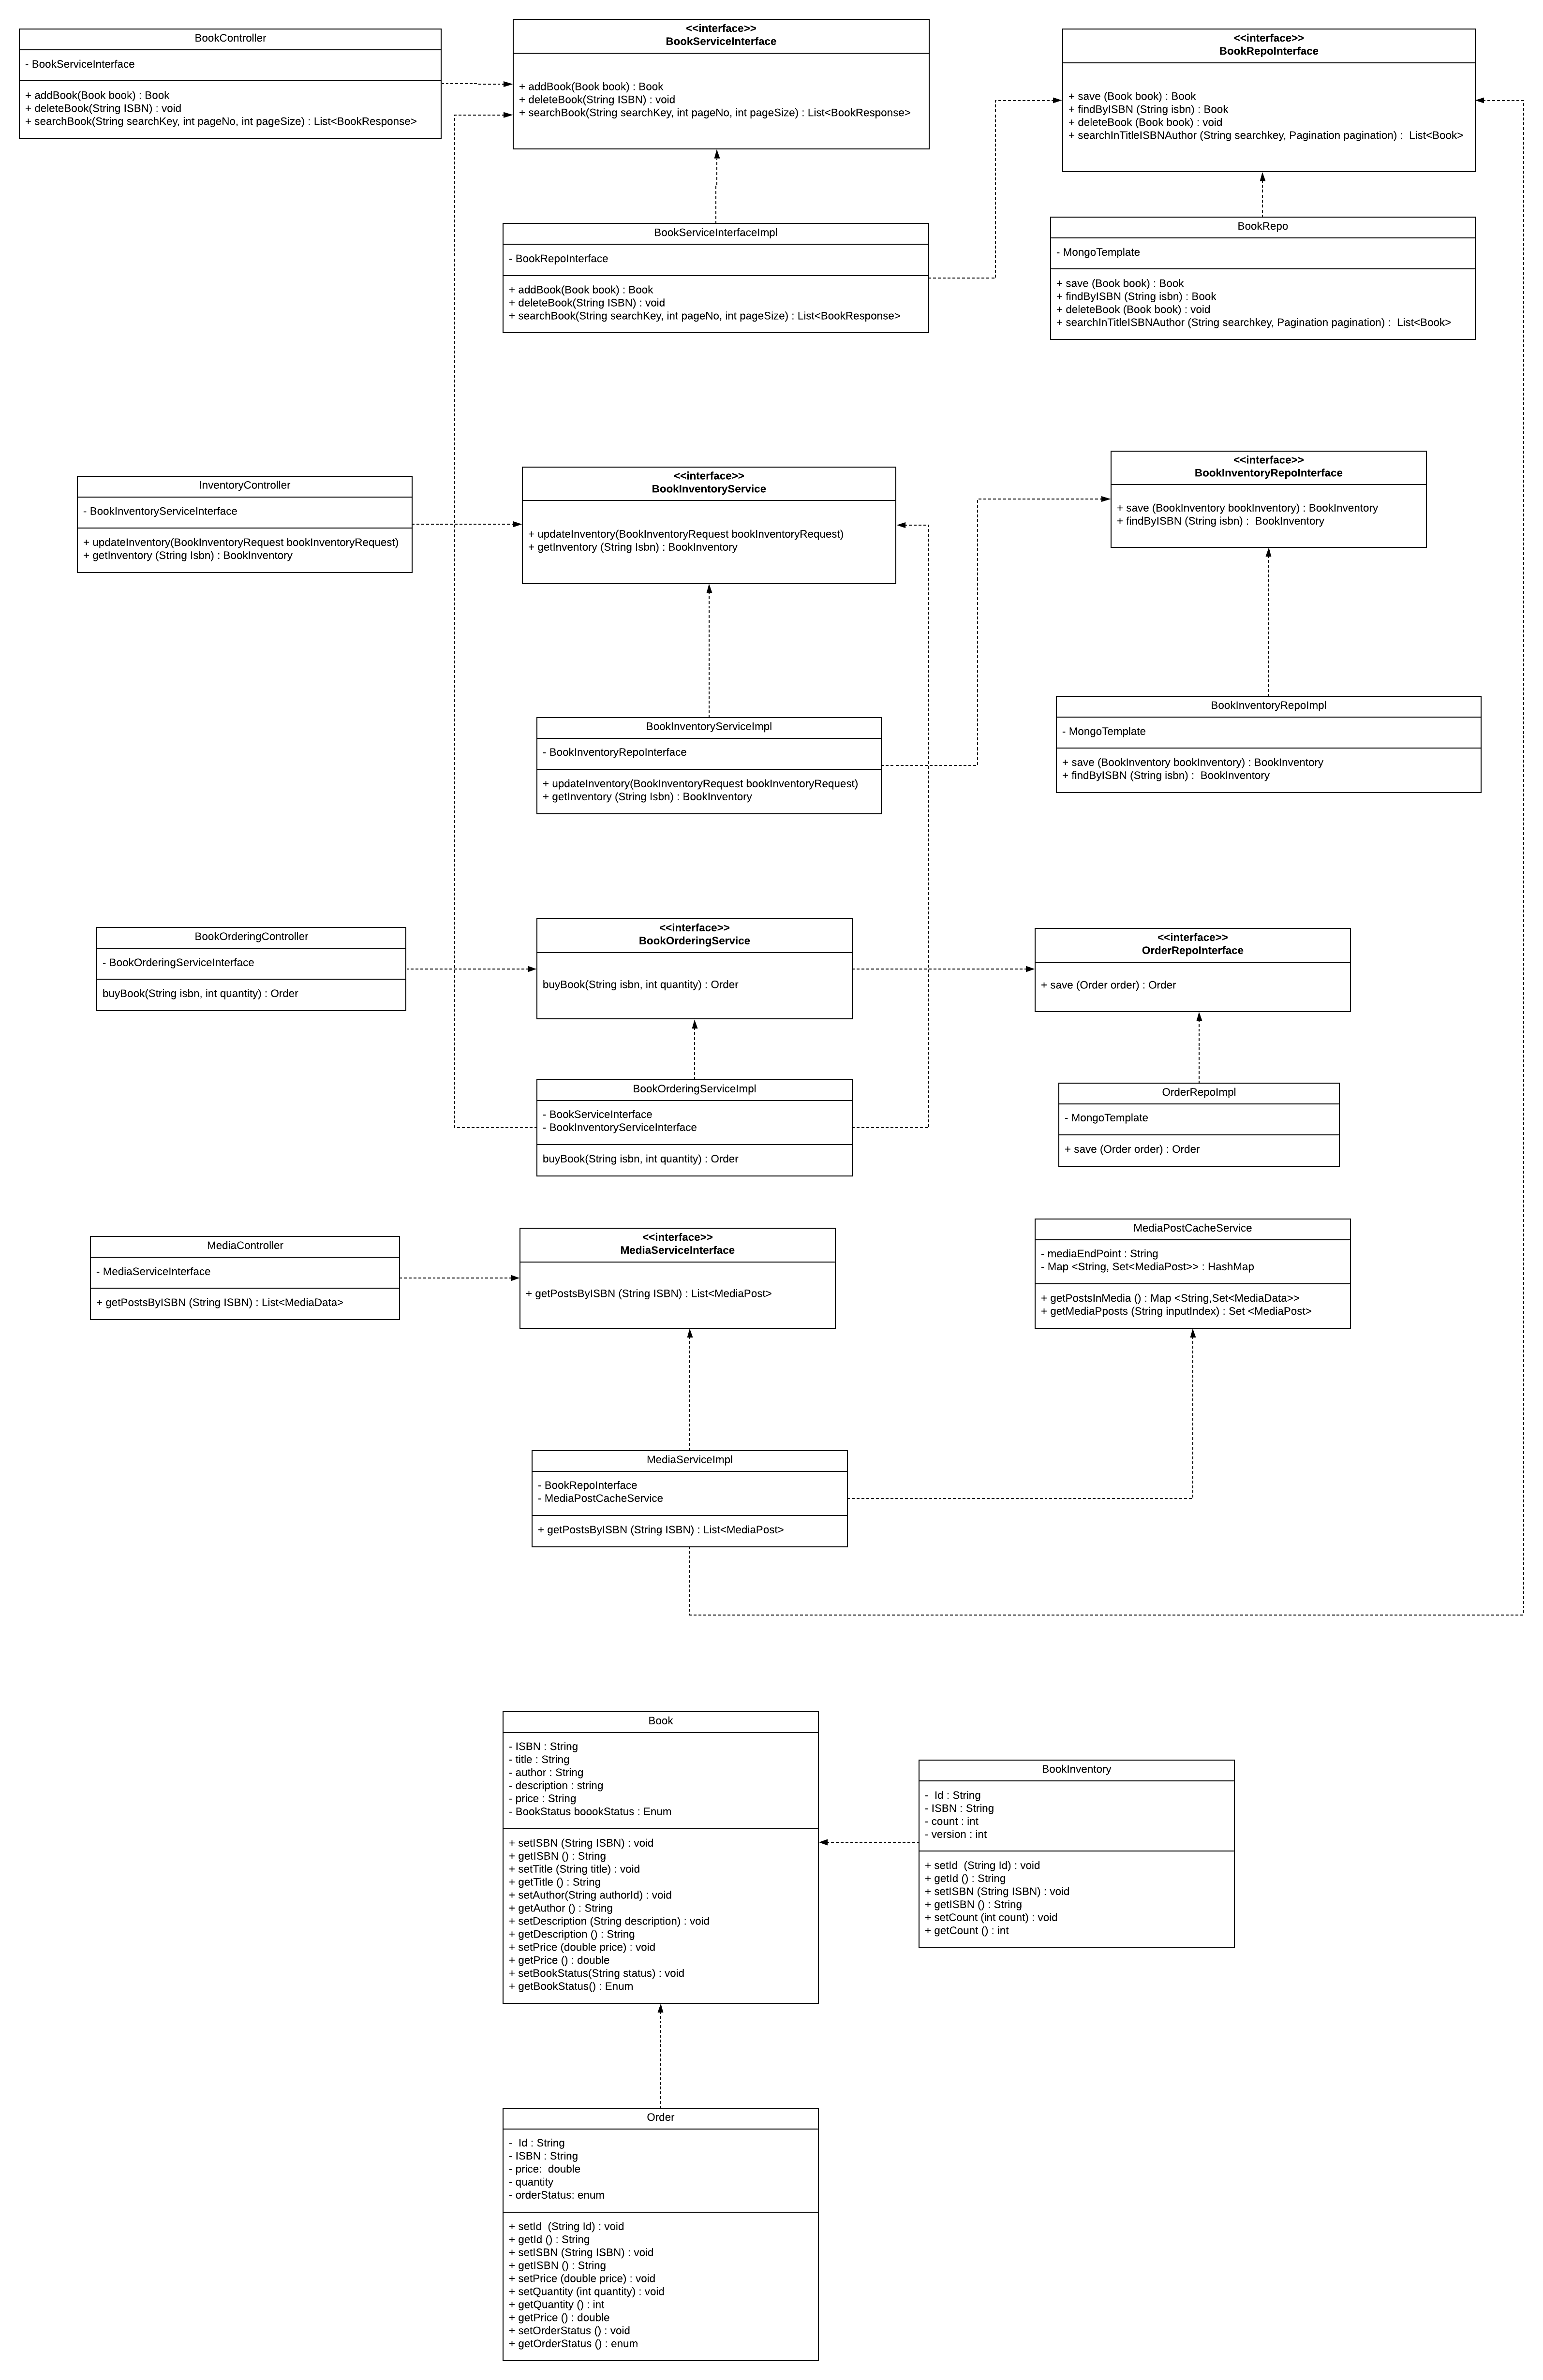 BookController
- BookServiceInterface
+ addBook(Book book) : Book
+ deleteBook(String ISBN) : void
+ searchBook(String searchKey, int pageNo, int pageSize) : List<BookResponse>
<<interface>>
BookServiceInterface
+ addBook(Book book) : Book
+ deleteBook(String ISBN) : void
+ searchBook(String searchKey, int pageNo, int pageSize) : List<BookResponse>
<<interface>>
BookRepoInterface
+ save (Book book) : Book
+ findByISBN (String isbn) : Book
+ deleteBook (Book book) : void
+ searchInTitleISBNAuthor (String searchkey, Pagination pagination) :  List<Book>
BookServiceInterfaceImpl
- BookRepoInterface
+ addBook(Book book) : Book
+ deleteBook(String ISBN) : void
+ searchBook(String searchKey, int pageNo, int pageSize) : List<BookResponse>
BookRepo
- MongoTemplate
+ save (Book book) : Book
+ findByISBN (String isbn) : Book
+ deleteBook (Book book) : void
+ searchInTitleISBNAuthor (String searchkey, Pagination pagination) :  List<Book>
InventoryController
- BookInventoryServiceInterface
+ updateInventory(BookInventoryRequest bookInventoryRequest)
+ getInventory (String Isbn) : BookInventory
<<interface>>
BookInventoryService
+ updateInventory(BookInventoryRequest bookInventoryRequest)
+ getInventory (String Isbn) : BookInventory
<<interface>>
BookInventoryRepoInterface
+ save (BookInventory bookInventory) : BookInventory
+ findByISBN (String isbn) :  BookInventory
BookInventoryServiceImpl
- BookInventoryRepoInterface
+ updateInventory(BookInventoryRequest bookInventoryRequest)
+ getInventory (String Isbn) : BookInventory
BookInventoryRepoImpl
- MongoTemplate
+ save (BookInventory bookInventory) : BookInventory
+ findByISBN (String isbn) :  BookInventory
BookOrderingController
- BookOrderingServiceInterface
buyBook(String isbn, int quantity) : Order
<<interface>>
BookOrderingService
buyBook(String isbn, int quantity) : Order
<<interface>>
OrderRepoInterface
+ save (Order order) : Order
BookOrderingServiceImpl
- BookServiceInterface
- BookInventoryServiceInterface
buyBook(String isbn, int quantity) : Order
OrderRepoImpl
- MongoTemplate
+ save (Order order) : Order
MediaController
- MediaServiceInterface
+ getPostsByISBN (String ISBN) : List<MediaData>
<<interface>>
MediaServiceInterface
+ getPostsByISBN (String ISBN) : List<MediaPost>
MediaPostCacheService
- mediaEndPoint : String
- Map <String, Set<MediaPost>> : HashMap
+ getPostsInMedia () : Map <String,Set<MediaData>>
+ getMediaPposts (String inputIndex) : Set <MediaPost>
MediaServiceImpl
- BookRepoInterface
- MediaPostCacheService
+ getPostsByISBN (String ISBN) : List<MediaPost>
Book
- ISBN : String
- title : String
- author : String
- description : string
- price : String
- BookStatus boookStatus : Enum
+ setISBN (String ISBN) : void
+ getISBN () : String
+ setTitle (String title) : void
+ getTitle () : String
+ setAuthor(String authorId) : void
+ getAuthor () : String
+ setDescription (String description) : void
+ getDescription () : String
+ setPrice (double price) : void
+ getPrice () : double
+ setBookStatus(String status) : void
+ getBookStatus() : Enum
BookInventory
-  Id : String
- ISBN : String
- count : int
- version : int
+ setId  (String Id) : void
+ getId () : String
+ setISBN (String ISBN) : void
+ getISBN () : String
+ setCount (int count) : void
+ getCount () : int
Order
-  Id : String
- ISBN : String
- price:  double
- quantity
- orderStatus: enum
+ setId  (String Id) : void
+ getId () : String
+ setISBN (String ISBN) : void
+ getISBN () : String
+ setPrice (double price) : void
+ setQuantity (int quantity) : void
+ getQuantity () : int
+ getPrice () : double
+ setOrderStatus () : void
+ getOrderStatus () : enum